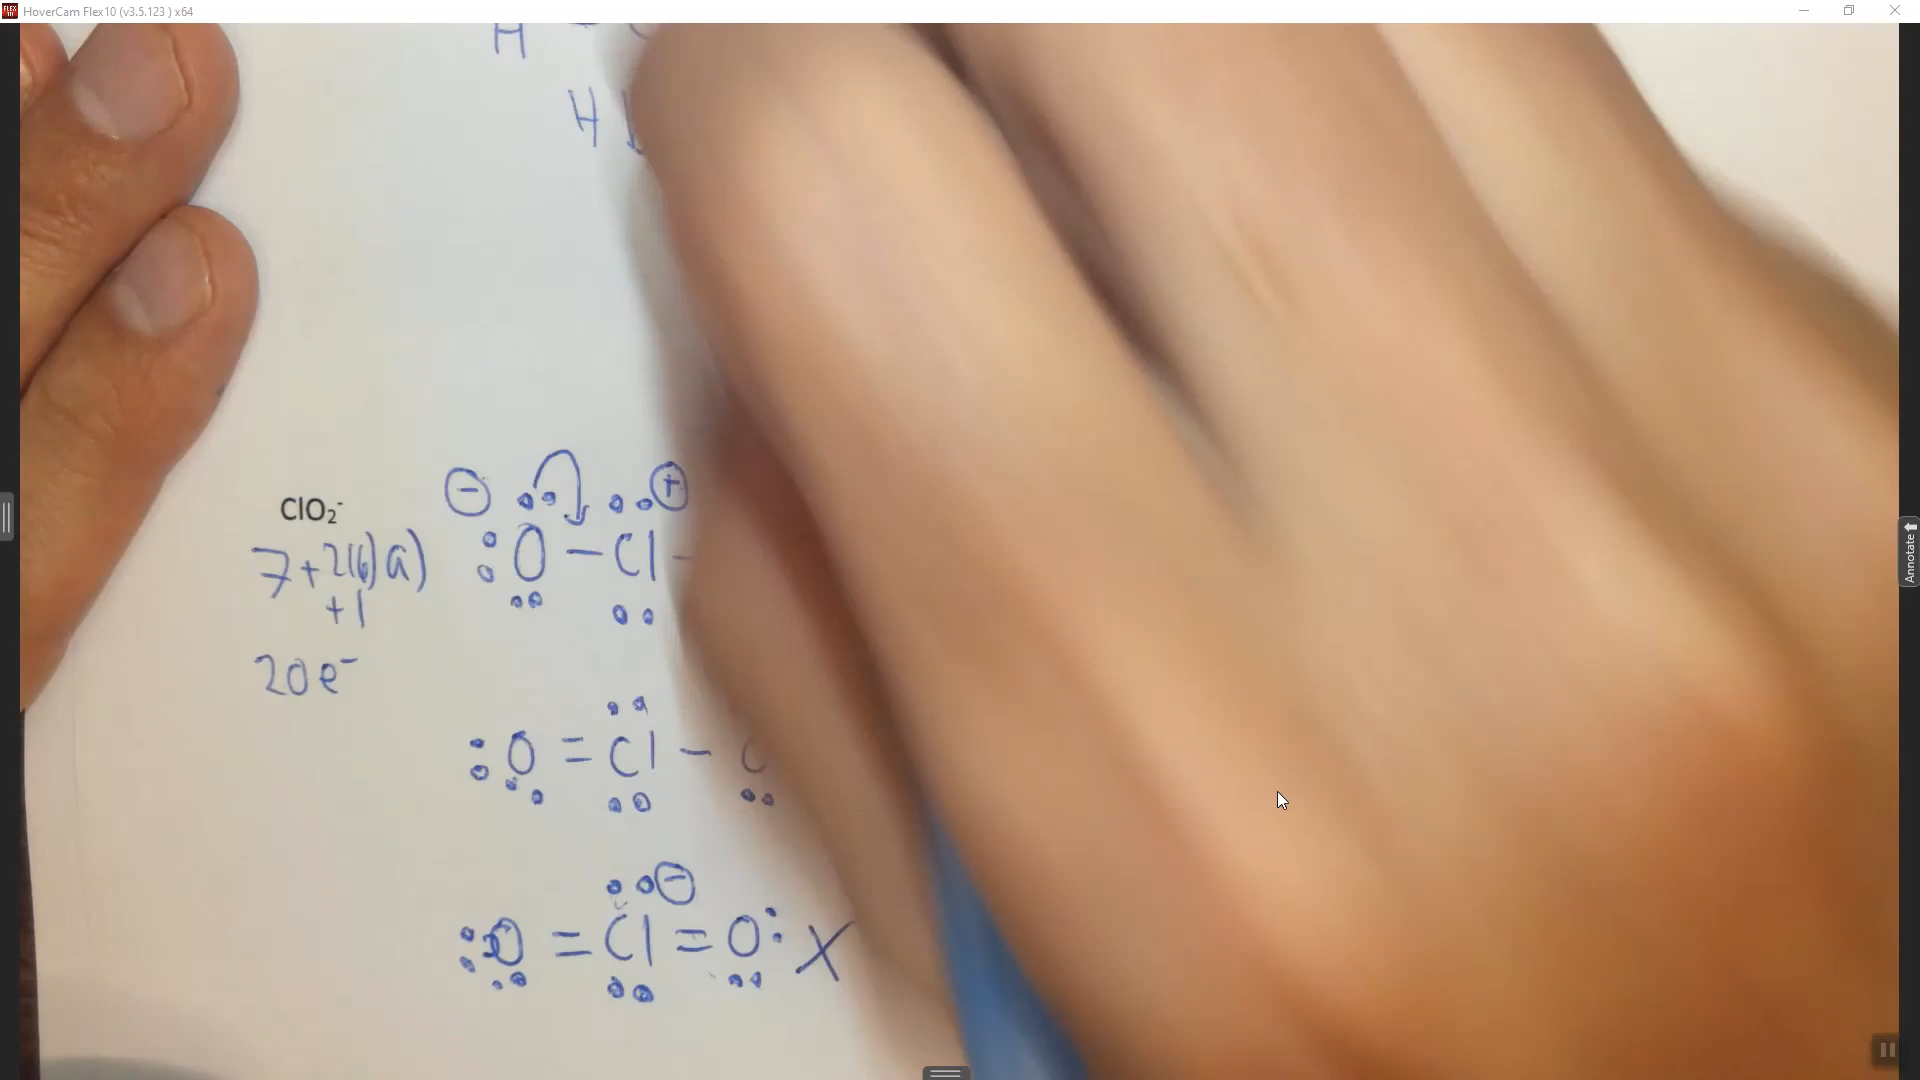 HoverCam Flex10 (v3.5.123 ) x64
H
H
ClO₂⁻
7+2(6)
+1
20e⁻
⊖ ⊕
:O – Cl –
:O = Cl –
⊖
:O = Cl = O: X
Annotate